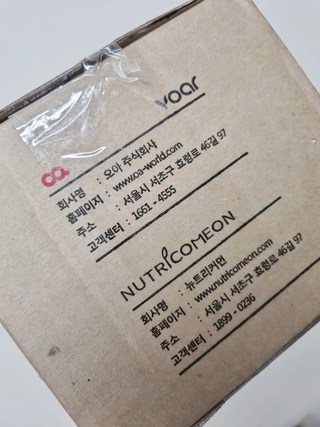 oa voar
회사명 : 오아 주식회사
홈페이지 : www.oa-world.com
주소 : 서울시 서초구 효령로 46길 97
고객센터 : 1661-4555
NUTRICOMEON
회사명 : 뉴트리커먼
홈페이지 : www.nutricomeon.com
주소 : 서울시 서초구 효령로 46길 97
고객센터 : 1899-0236